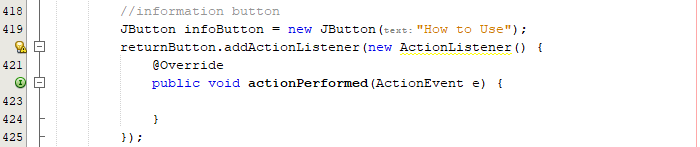 418 //information button
419 JButton infoButton = new JButton(text: "How to Use");
returnButton.addActionListener(new ActionListener() {
421 @Override
public void actionPerformed(ActionEvent e) {
423
424 }
425 });